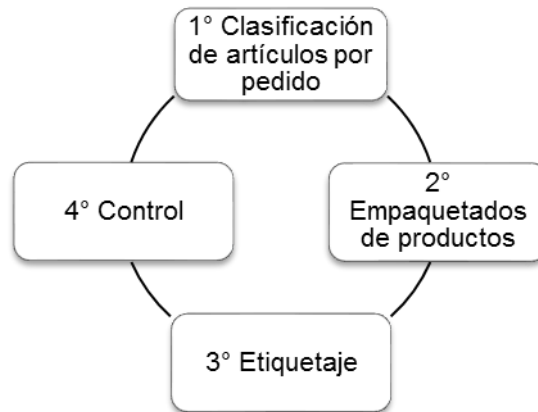 1° Clasificación
de artículos por
pedido
2°
Empaquetados
de productos
3° Etiquetaje
4° Control